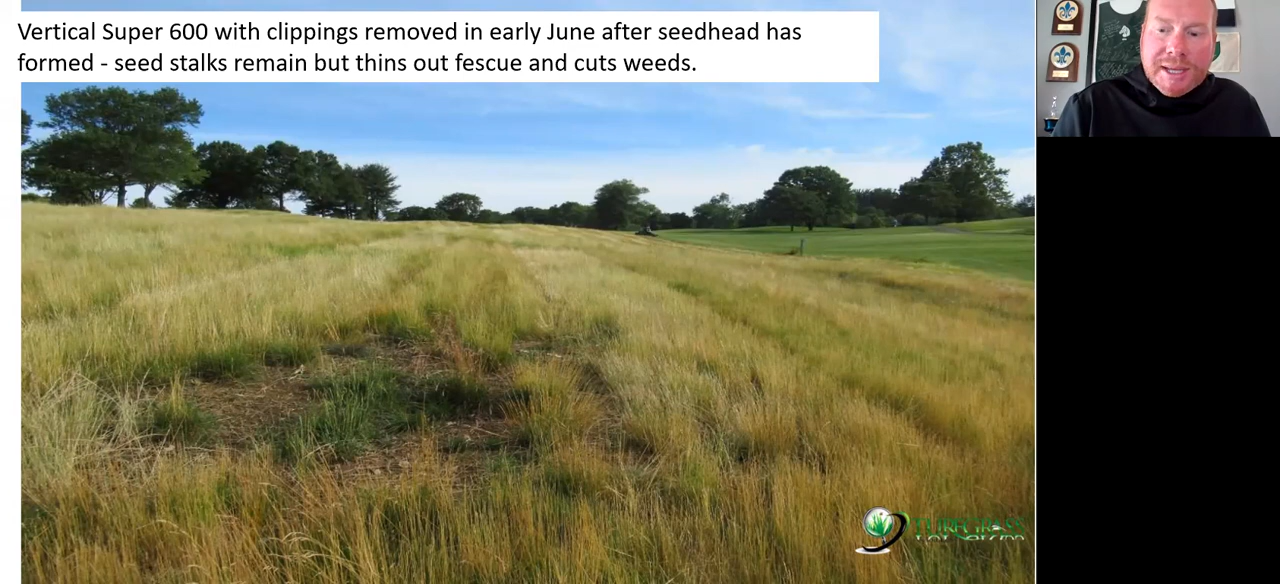 Vertical Super 600 with clippings removed in early June after seedhead has
formed - seed stalks remain but thins out fescue and cuts weeds.
TURFGRASS